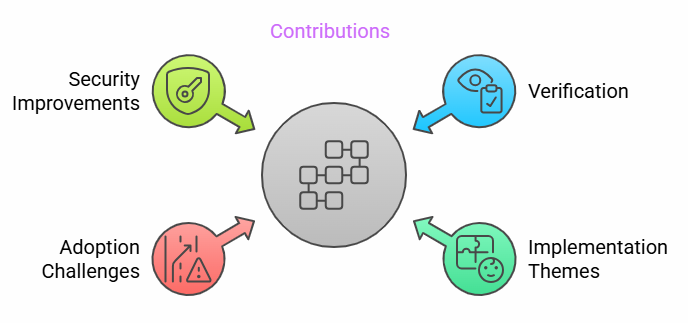 Contributions
Security
Improvements
Verification
Adoption
Challenges
Implementation
Themes